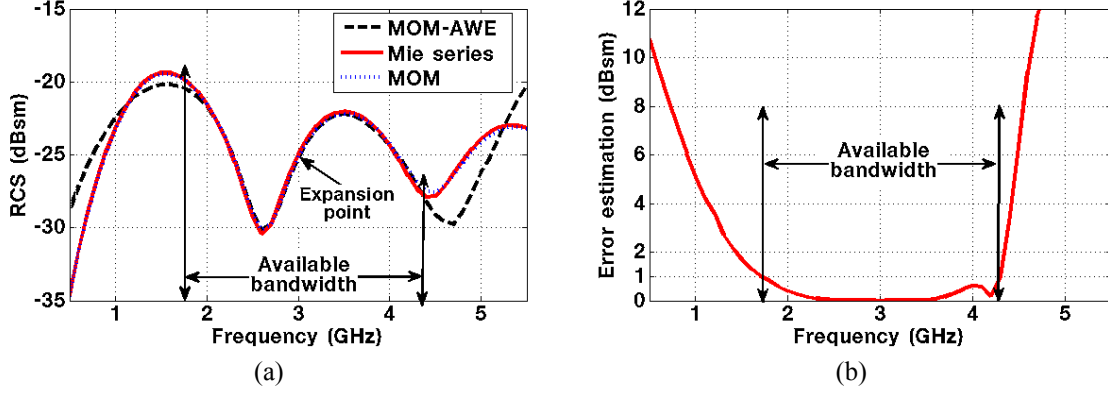 -15
-20
-25
-30
-35
RCS (dBsm)
MOM-AWE
Mie series
MOM
Expansion
point
Available
bandwidth
1 2 3 4 5
Frequency (GHz)
(a)
12
10
8
6
4
2
1
0
Error estimation (dBsm)
Available
bandwidth
1 2 3 4 5
Frequency (GHz)
(b)